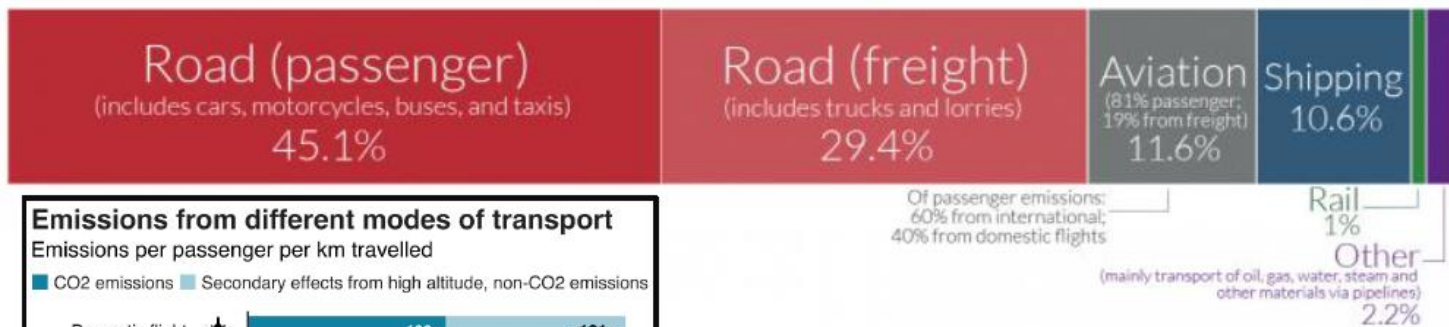 Road (passenger)
(includes cars, motorcycles, buses, and taxis)
45.1%
Road (freight)
(includes trucks and lorries)
29.4%
Aviation
(81% passenger;
19% from freight)
11.6%
Shipping
10.6%
Of passenger emissions:
60% from international;
40% from domestic flights
Rail
1%
Other
(mainly transport of oil, gas, water, steam and
other materials via pipelines)
2.2%
Emissions from different modes of transport
Emissions per passenger per km travelled
CO2 emissions Secondary effects from high altitude, non-CO2 emissions